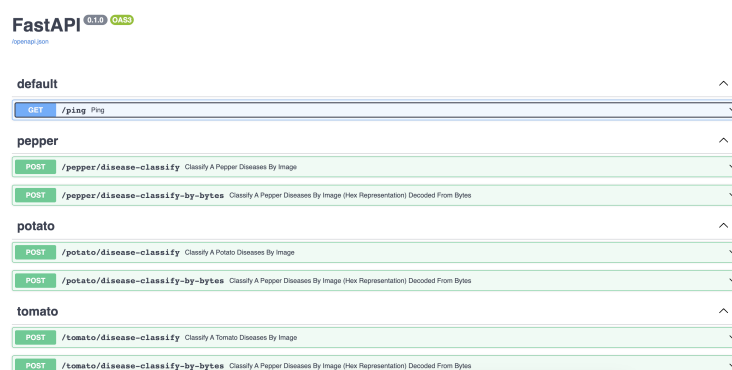 FastAPI 0.1.0 OAS3
/openapi.json
default
GET /ping Ping
pepper
POST /pepper/disease-classify Classify A Pepper Diseases By Image
POST /pepper/disease-classify-by-bytes Classify A Pepper Diseases By Image (Hex Representation) Decoded From Bytes
potato
POST /potato/disease-classify Classify A Potato Diseases By Image
POST /potato/disease-classify-by-bytes Classify A Pepper Diseases By Image (Hex Representation) Decoded From Bytes
tomato
POST /tomato/disease-classify Classify A Tomato Diseases By Image
POST /tomato/disease-classify-by-bytes Classify A Pepper Diseases By Image (Hex Representation) Decoded From Bytes